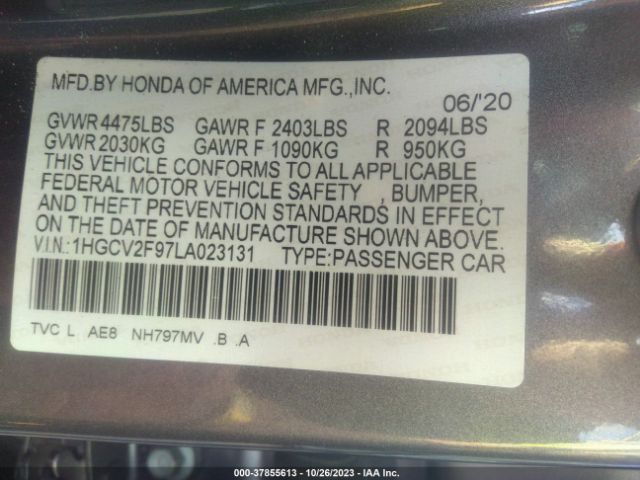 MFD.BY HONDA OF AMERICA MFG.,INC.
06/'20
GVWR 4475LBS GAWR F 2403LBS R 2094LBS
GVWR 2030KG GAWR F 1090KG R 950KG
THIS VEHICLE CONFORMS TO ALL APPLICABLE
FEDERAL MOTOR VEHICLE SAFETY , BUMPER,
AND THEFT PREVENTION STANDARDS IN EFFECT
ON THE DATE OF MANUFACTURE SHOWN ABOVE.
V.I.N.:1HGCV2F97LA023131 TYPE:PASSENGER CAR
TVC L AE8 NH797MV .B .A
000-37855613 - 10/26/2023 - IAA Inc.